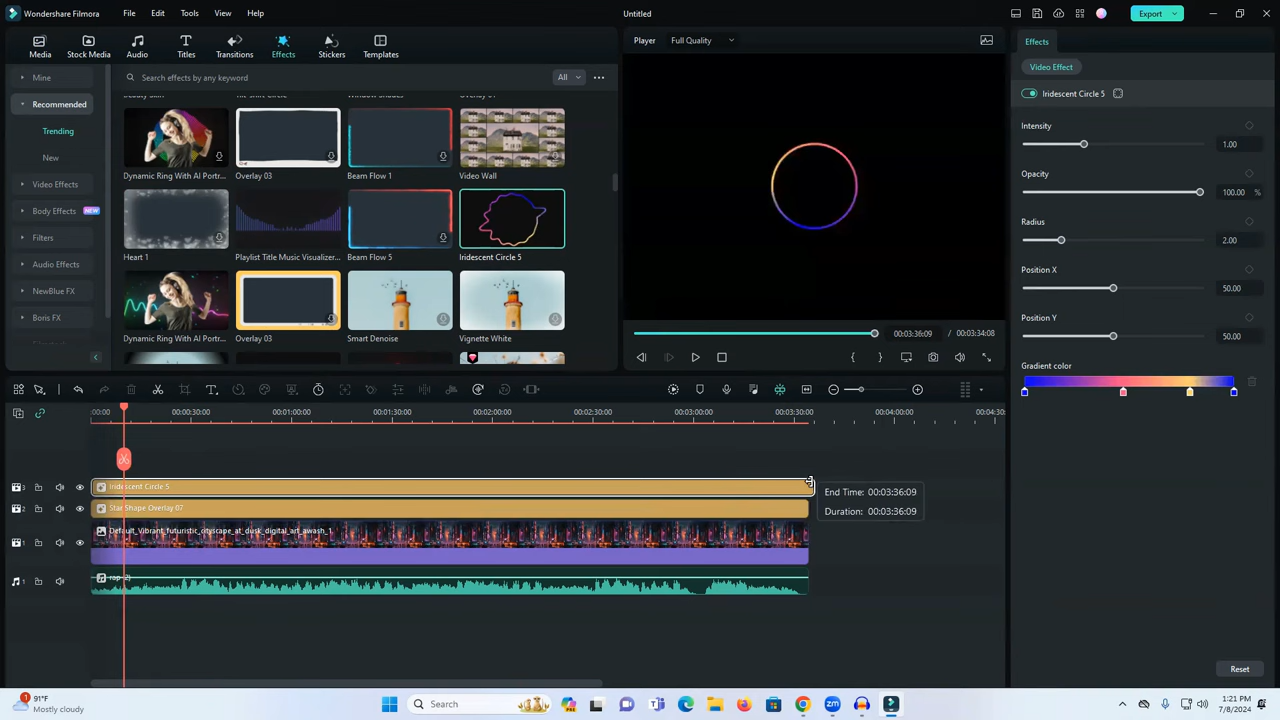 Wondershare Filmora File Edit Tools View Help Untitled Export
Media Stock Media Audio Titles Transitions Effects Stickers Templates
Player Full Quality
Effects
Video Effect
Mine
Search effects by any keyword All
Iridescent Circle 5
Recommended
Trending
New
Video Effects
Body Effects NEW
Filters
Audio Effects
NewBlue FX
Boris FX
Dynamic Ring With AI Portr... Overlay 03 Beam Flow 1 Video Wall
Heart 1 Playlist Title Music Visualizer... Beam Flow 5 Iridescent Circle 5
Dynamic Ring With AI Portr... Overlay 03 Smart Denoise Vignette White
Intensity
1.00
Opacity
100.00 %
Radius
2.00
Position X
50.00
Position Y
50.00
Gradient color
00:03:36:09 / 00:03:34:08
:00:00 00:00:30:00 00:01:00:00 00:01:30:00 00:02:00:00 00:02:30:00 00:03:00:00 00:03:30:00 00:04:00:00 00:04:30
3 Iridescent Circle 5
End Time: 00:03:36:09
Duration: 00:03:36:09
2 Star Shape Overlay 07
1 Default_Vibrant_futuristic_cityscape_at_dusk_digital_art_awash_1
1 rap (2)
Reset
91°F
Mostly cloudy
Search
1:21 PM
7/8/2024